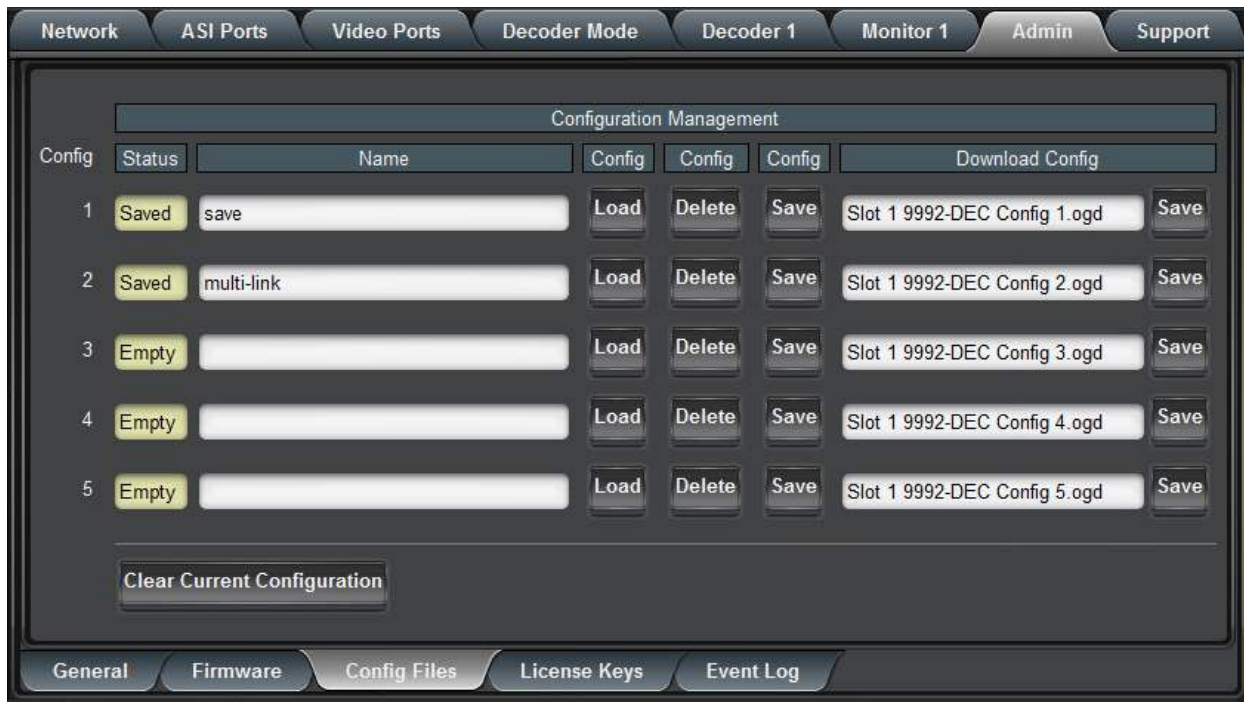 Network ASI Ports Video Ports Decoder Mode Decoder 1 Monitor 1 Admin Support
Configuration Management
Config Status Name Config Config Config Download Config
1 Saved save Load Delete Save Slot 1 9992-DEC Config 1.ogd Save
2 Saved multi-link Load Delete Save Slot 1 9992-DEC Config 2.ogd Save
3 Empty Load Delete Save Slot 1 9992-DEC Config 3.ogd Save
4 Empty Load Delete Save Slot 1 9992-DEC Config 4.ogd Save
5 Empty Load Delete Save Slot 1 9992-DEC Config 5.ogd Save
Clear Current Configuration
General Firmware Config Files License Keys Event Log